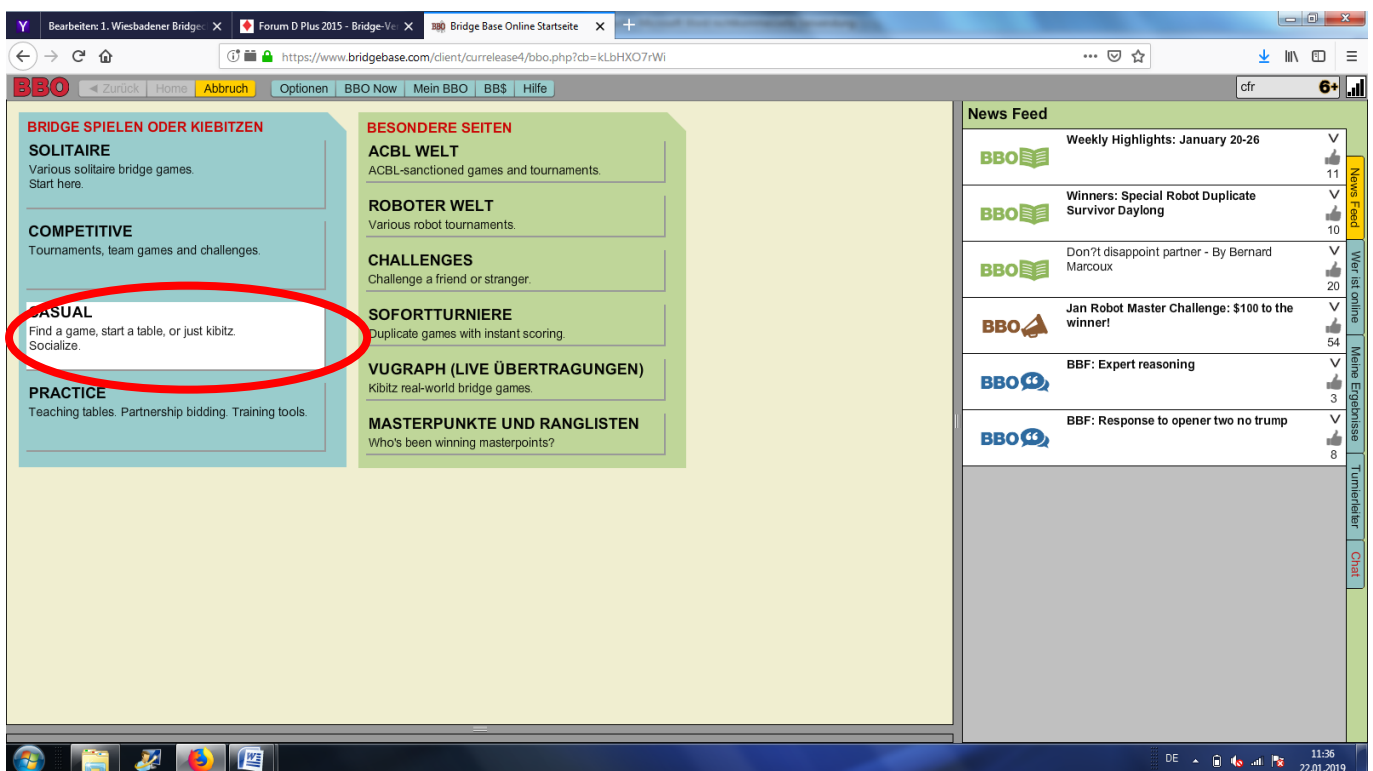 Bearbeiten: 1. Wiesbadener Bridgec
Forum D Plus 2015 - Bridge-Ver
Bridge Base Online Startseite
https://www.bridgebase.com/client/currelease4/bbo.php?cb=kLbHXO7rWi
BBO
◄ Zurück
Home
Abbruch
Optionen
BBO Now
Mein BBO
BB$
Hilfe
cfr
6+
BRIDGE SPIELEN ODER KIEBITZEN
SOLITAIRE
Various solitaire bridge games.
Start here.
COMPETITIVE
Tournaments, team games and challenges.
CASUAL
Find a game, start a table, or just kibitz.
Socialize.
PRACTICE
Teaching tables. Partnership bidding. Training tools.
BESONDERE SEITEN
ACBL WELT
ACBL-sanctioned games and tournaments.
ROBOTER WELT
Various robot tournaments.
CHALLENGES
Challenge a friend or stranger.
SOFORTTURNIERE
Duplicate games with instant scoring.
VUGRAPH (LIVE ÜBERTRAGUNGEN)
Kibitz real-world bridge games.
MASTERPUNKTE UND RANGLISTEN
Who's been winning masterpoints?
News Feed
BBO
Weekly Highlights: January 20-26
11
BBO
Winners: Special Robot Duplicate
Survivor Daylong
10
BBO
Don?t disappoint partner - By Bernard
Marcoux
20
BBO
Jan Robot Master Challenge: $100 to the
winner!
54
BBO
BBF: Expert reasoning
3
BBO
BBF: Response to opener two no trump
8
News Feed
Wer ist online
Meine Ergebnisse
Turnierleiter
Chat
DE
11:36
22.01.2019